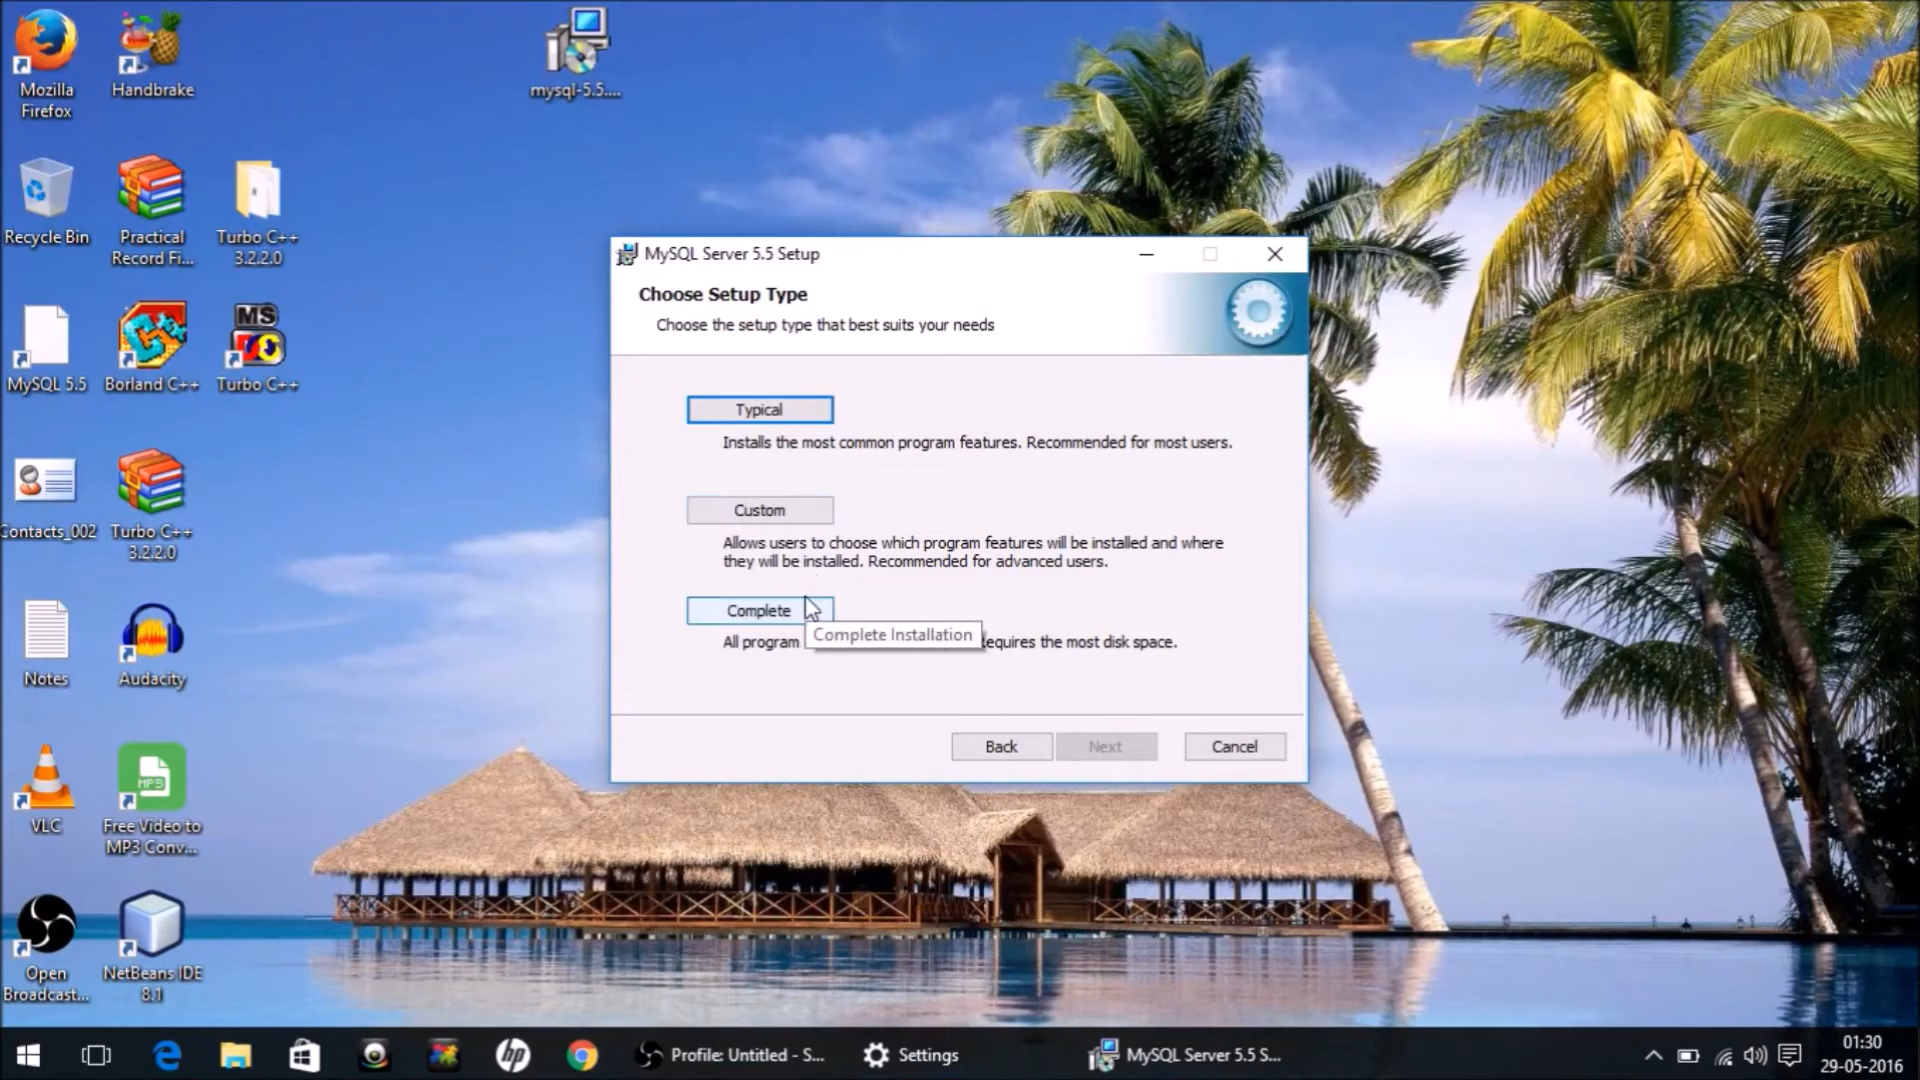 Mozilla
Firefox
Handbrake
mysql-5.5....
Recycle Bin
Practical
Record Fi...
Turbo C++
3.2.2.0
MySQL 5.5
Borland C++
MS
Turbo C++
Contacts_002
Turbo C++
3.2.2.0
Notes
Audacity
VLC
MP3
Free Video to
MP3 Conv...
Open
Broadcast...
NetBeans IDE
8.1
MySQL Server 5.5 Setup
Choose Setup Type
Choose the setup type that best suits your needs
Typical
Installs the most common program features. Recommended for most users.
Custom
Allows users to choose which program features will be installed and where
they will be installed. Recommended for advanced users.
Complete
Complete Installation
All program equires the most disk space.
Back
Next
Cancel
hp
Profile: Untitled - S...
Settings
MySQL Server 5.5 S...
01:30
29-05-2016